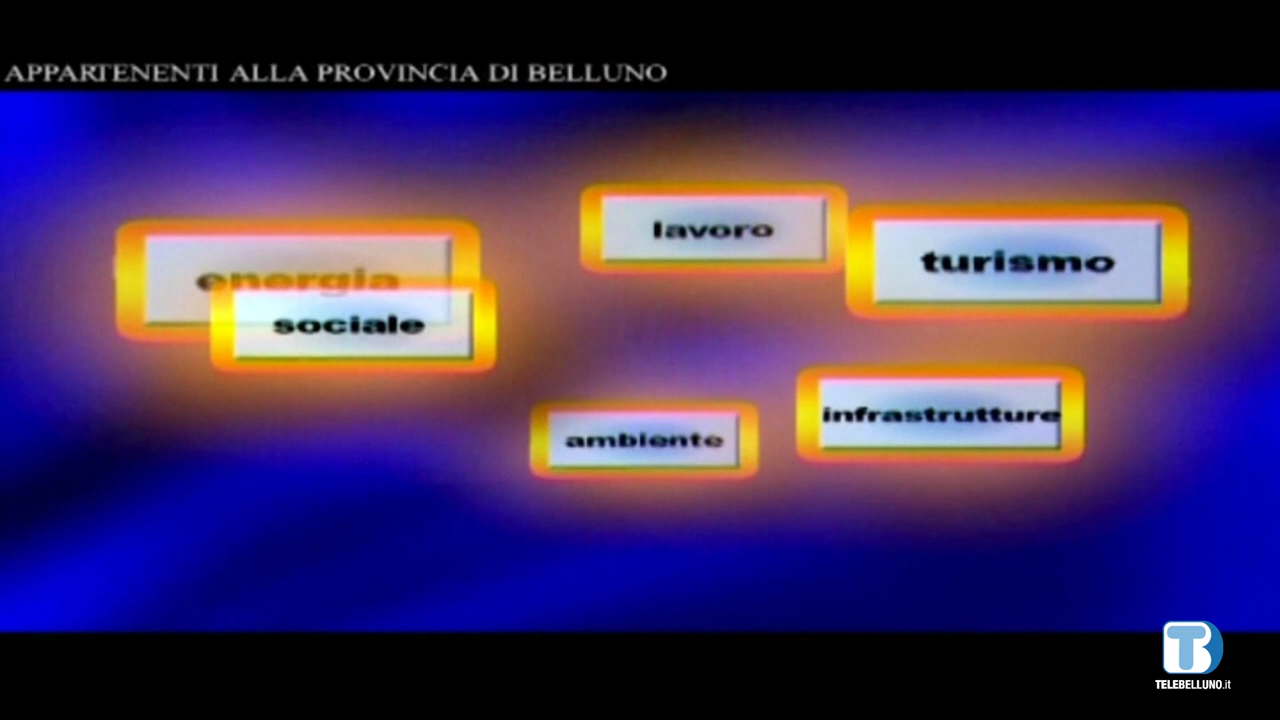 APPARTENENTI ALLA PROVINCIA DI BELLUNO
lavoro
turismo
energia
sociale
infrastrutture
ambiente
TELEBELLUNO.it